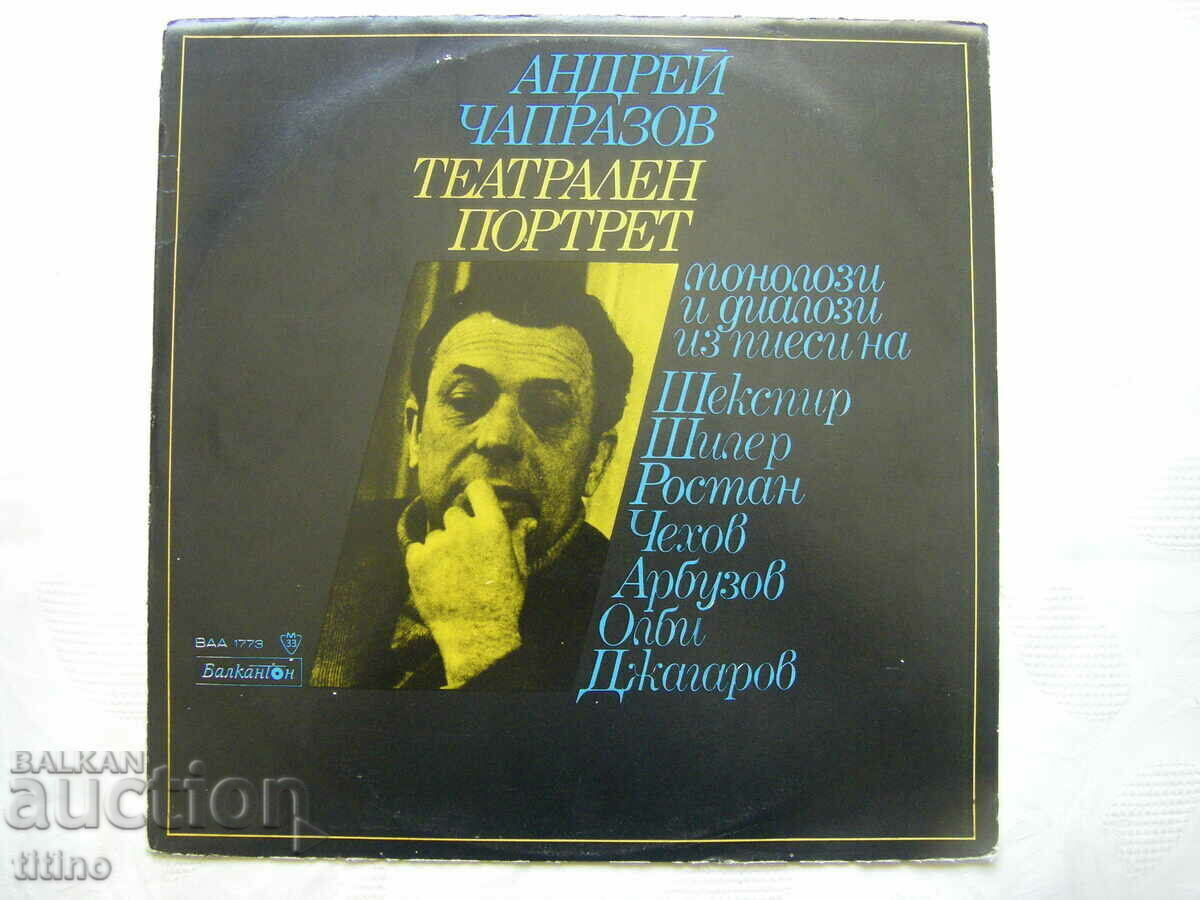 АНДРЕЙ
ЧАПРАЗОВ
ТЕАТРАЛЕН
ПОРТРЕТ
монолози
и диалози
из пиеси на
Шекспир
Шилер
Ростан
Чехов
Арбузов
Олби
Джагаров
ВАА 1773 М 33
Балкантон
BALKAN
auction
titino